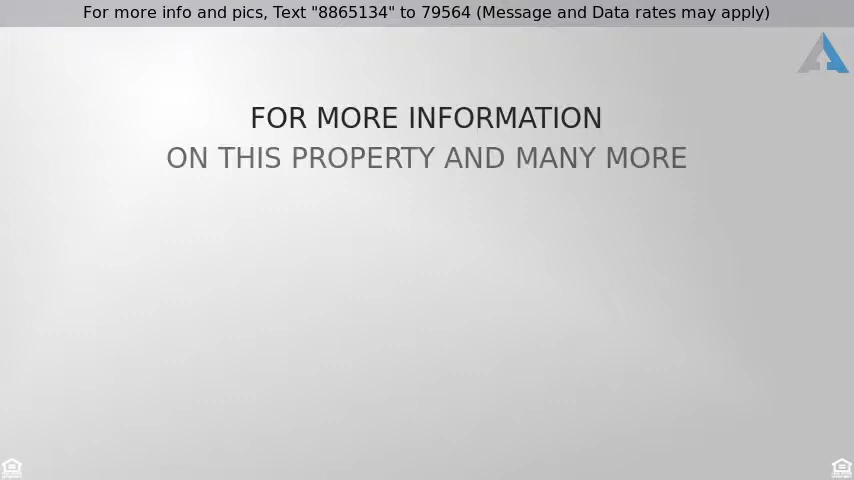 For more info and pics, Text "8865134" to 79564 (Message and Data rates may apply)
FOR MORE INFORMATION
ON THIS PROPERTY AND MANY MORE